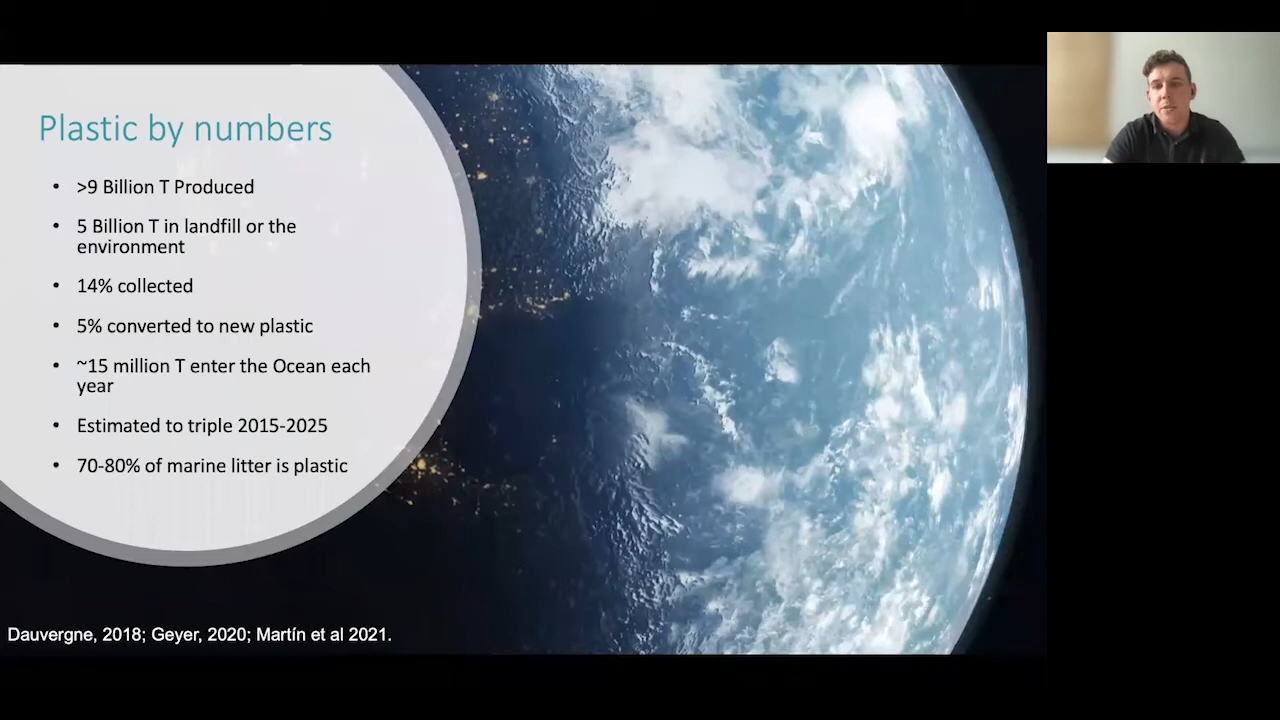 Plastic by numbers
• >9 Billion T Produced
• 5 Billion T in landfill or the
environment
• 14% collected
• 5% converted to new plastic
• ~15 million T enter the Ocean each
year
• Estimated to triple 2015-2025
• 70-80% of marine litter is plastic
Dauvergne, 2018; Geyer, 2020; Martín et al 2021.